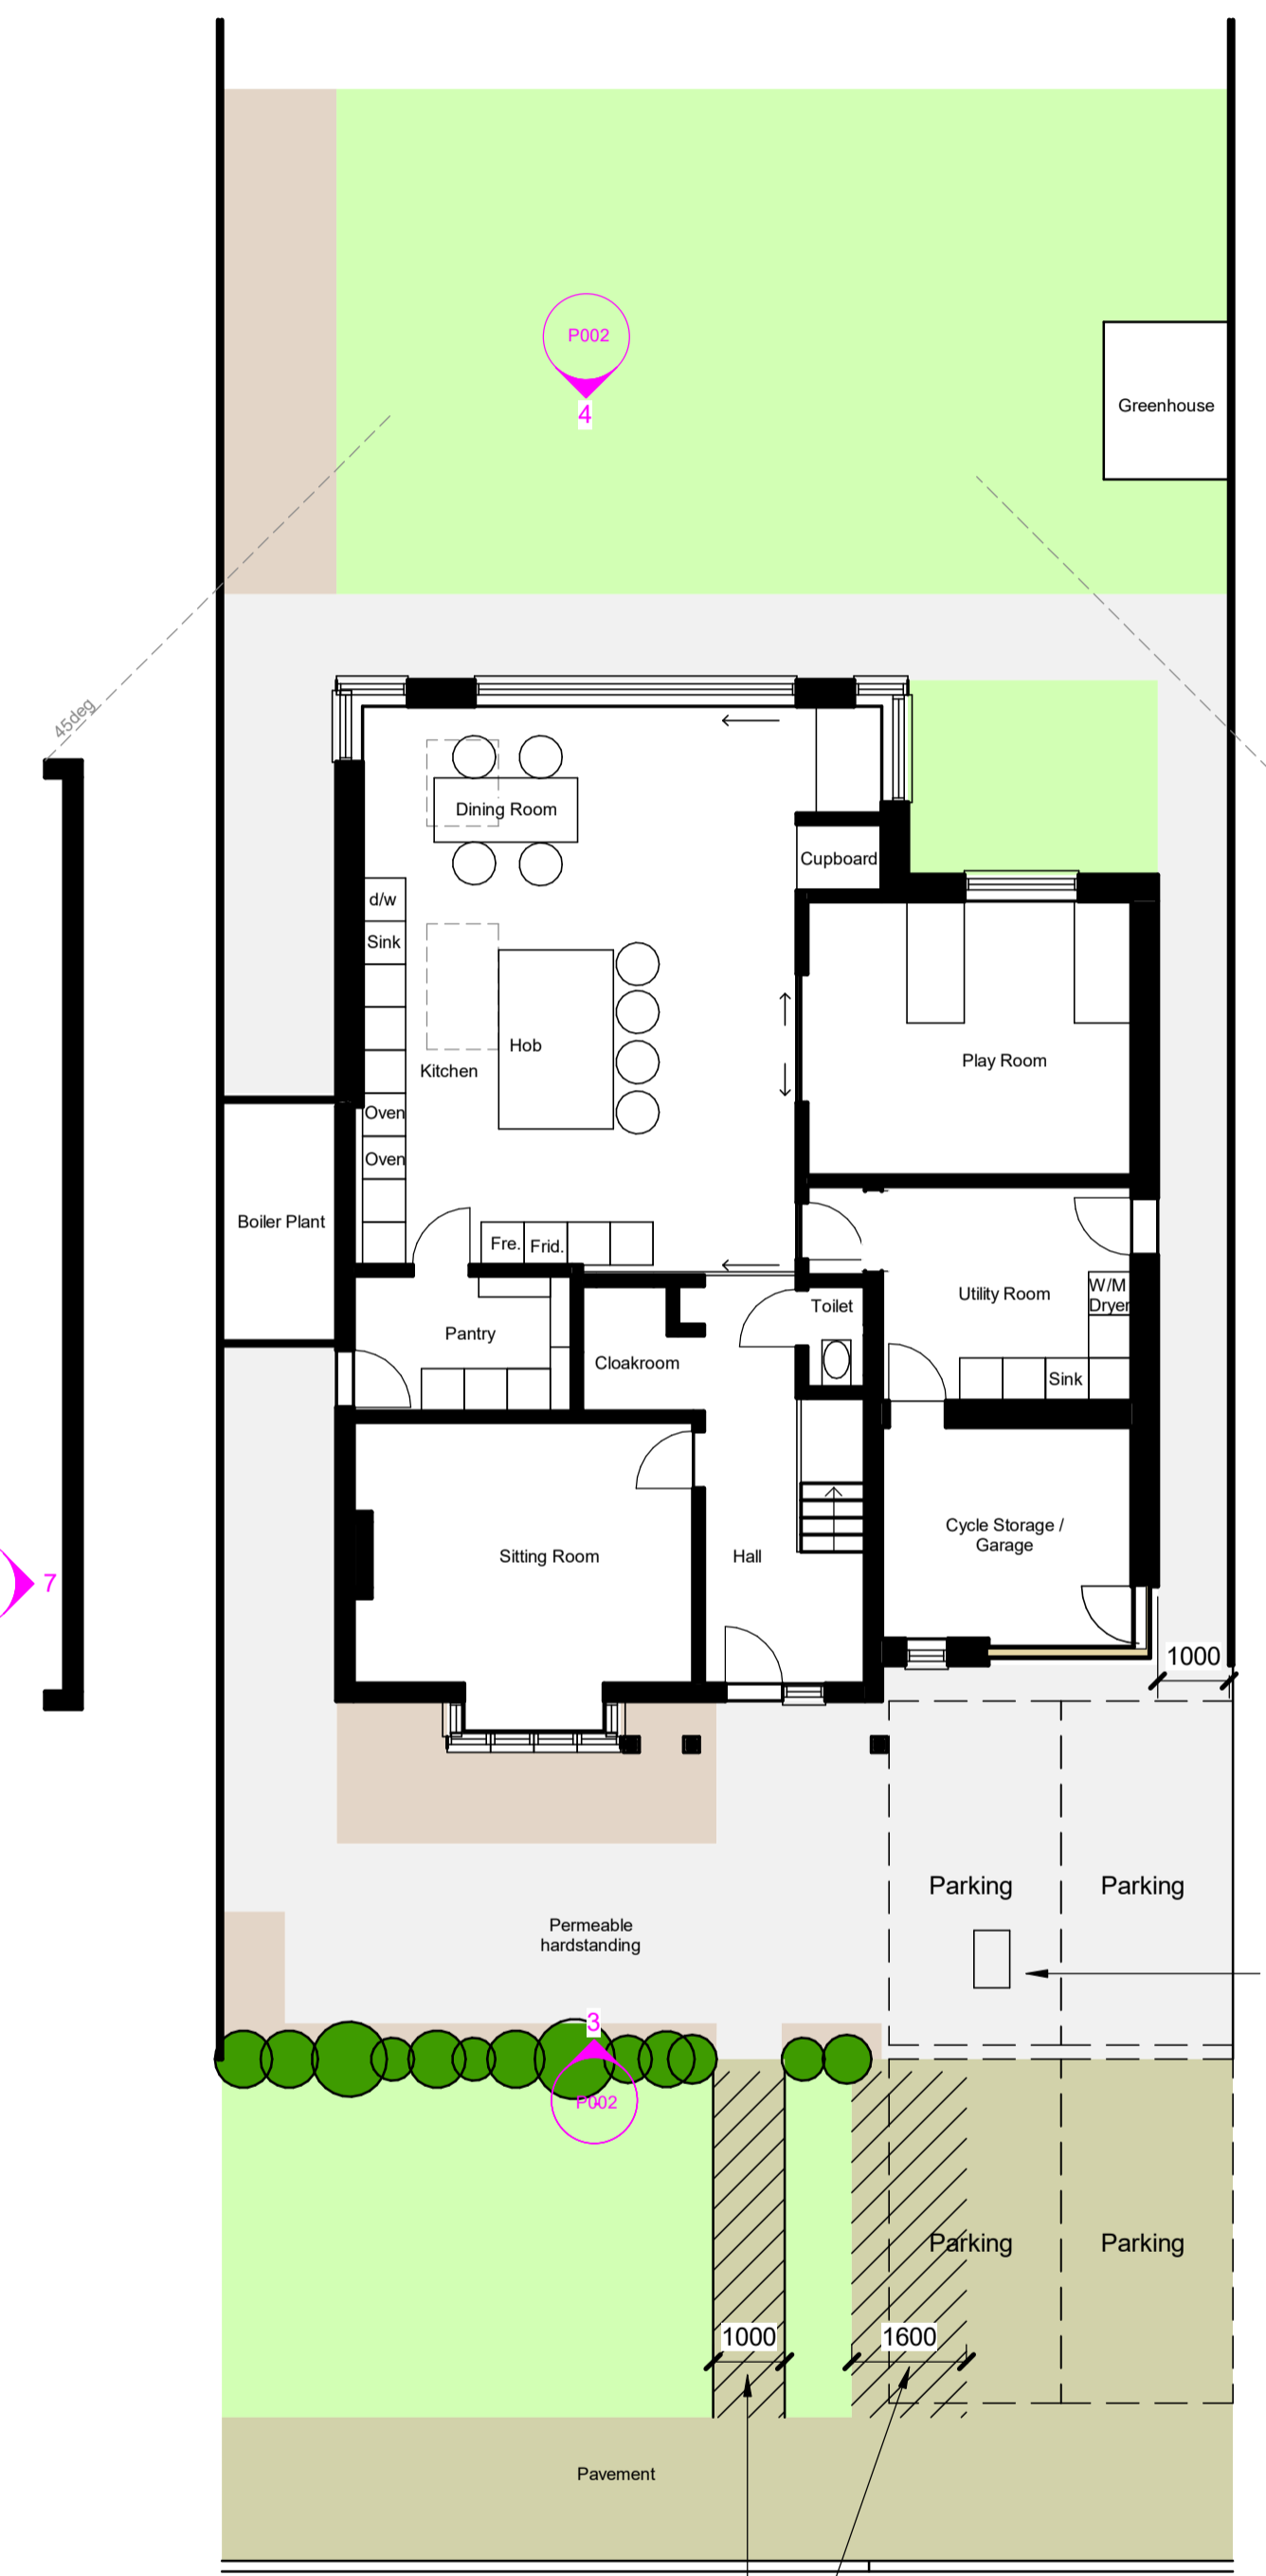 P002
4
Greenhouse
45deg
Dining Room
Cupboard
d/w
Sink
Hob
Play Room
Kitchen
Oven
Oven
Boiler Plant
Fre.
Frid.
W/M
Dryer
Utility Room
Toilet
Pantry
Cloakroom
Sink
Cycle Storage /
Garage
Sitting Room
Hall
7
1000
Parking
Parking
Permeable
hardstanding
3
P002
Parking
Parking
1000
1600
Pavement